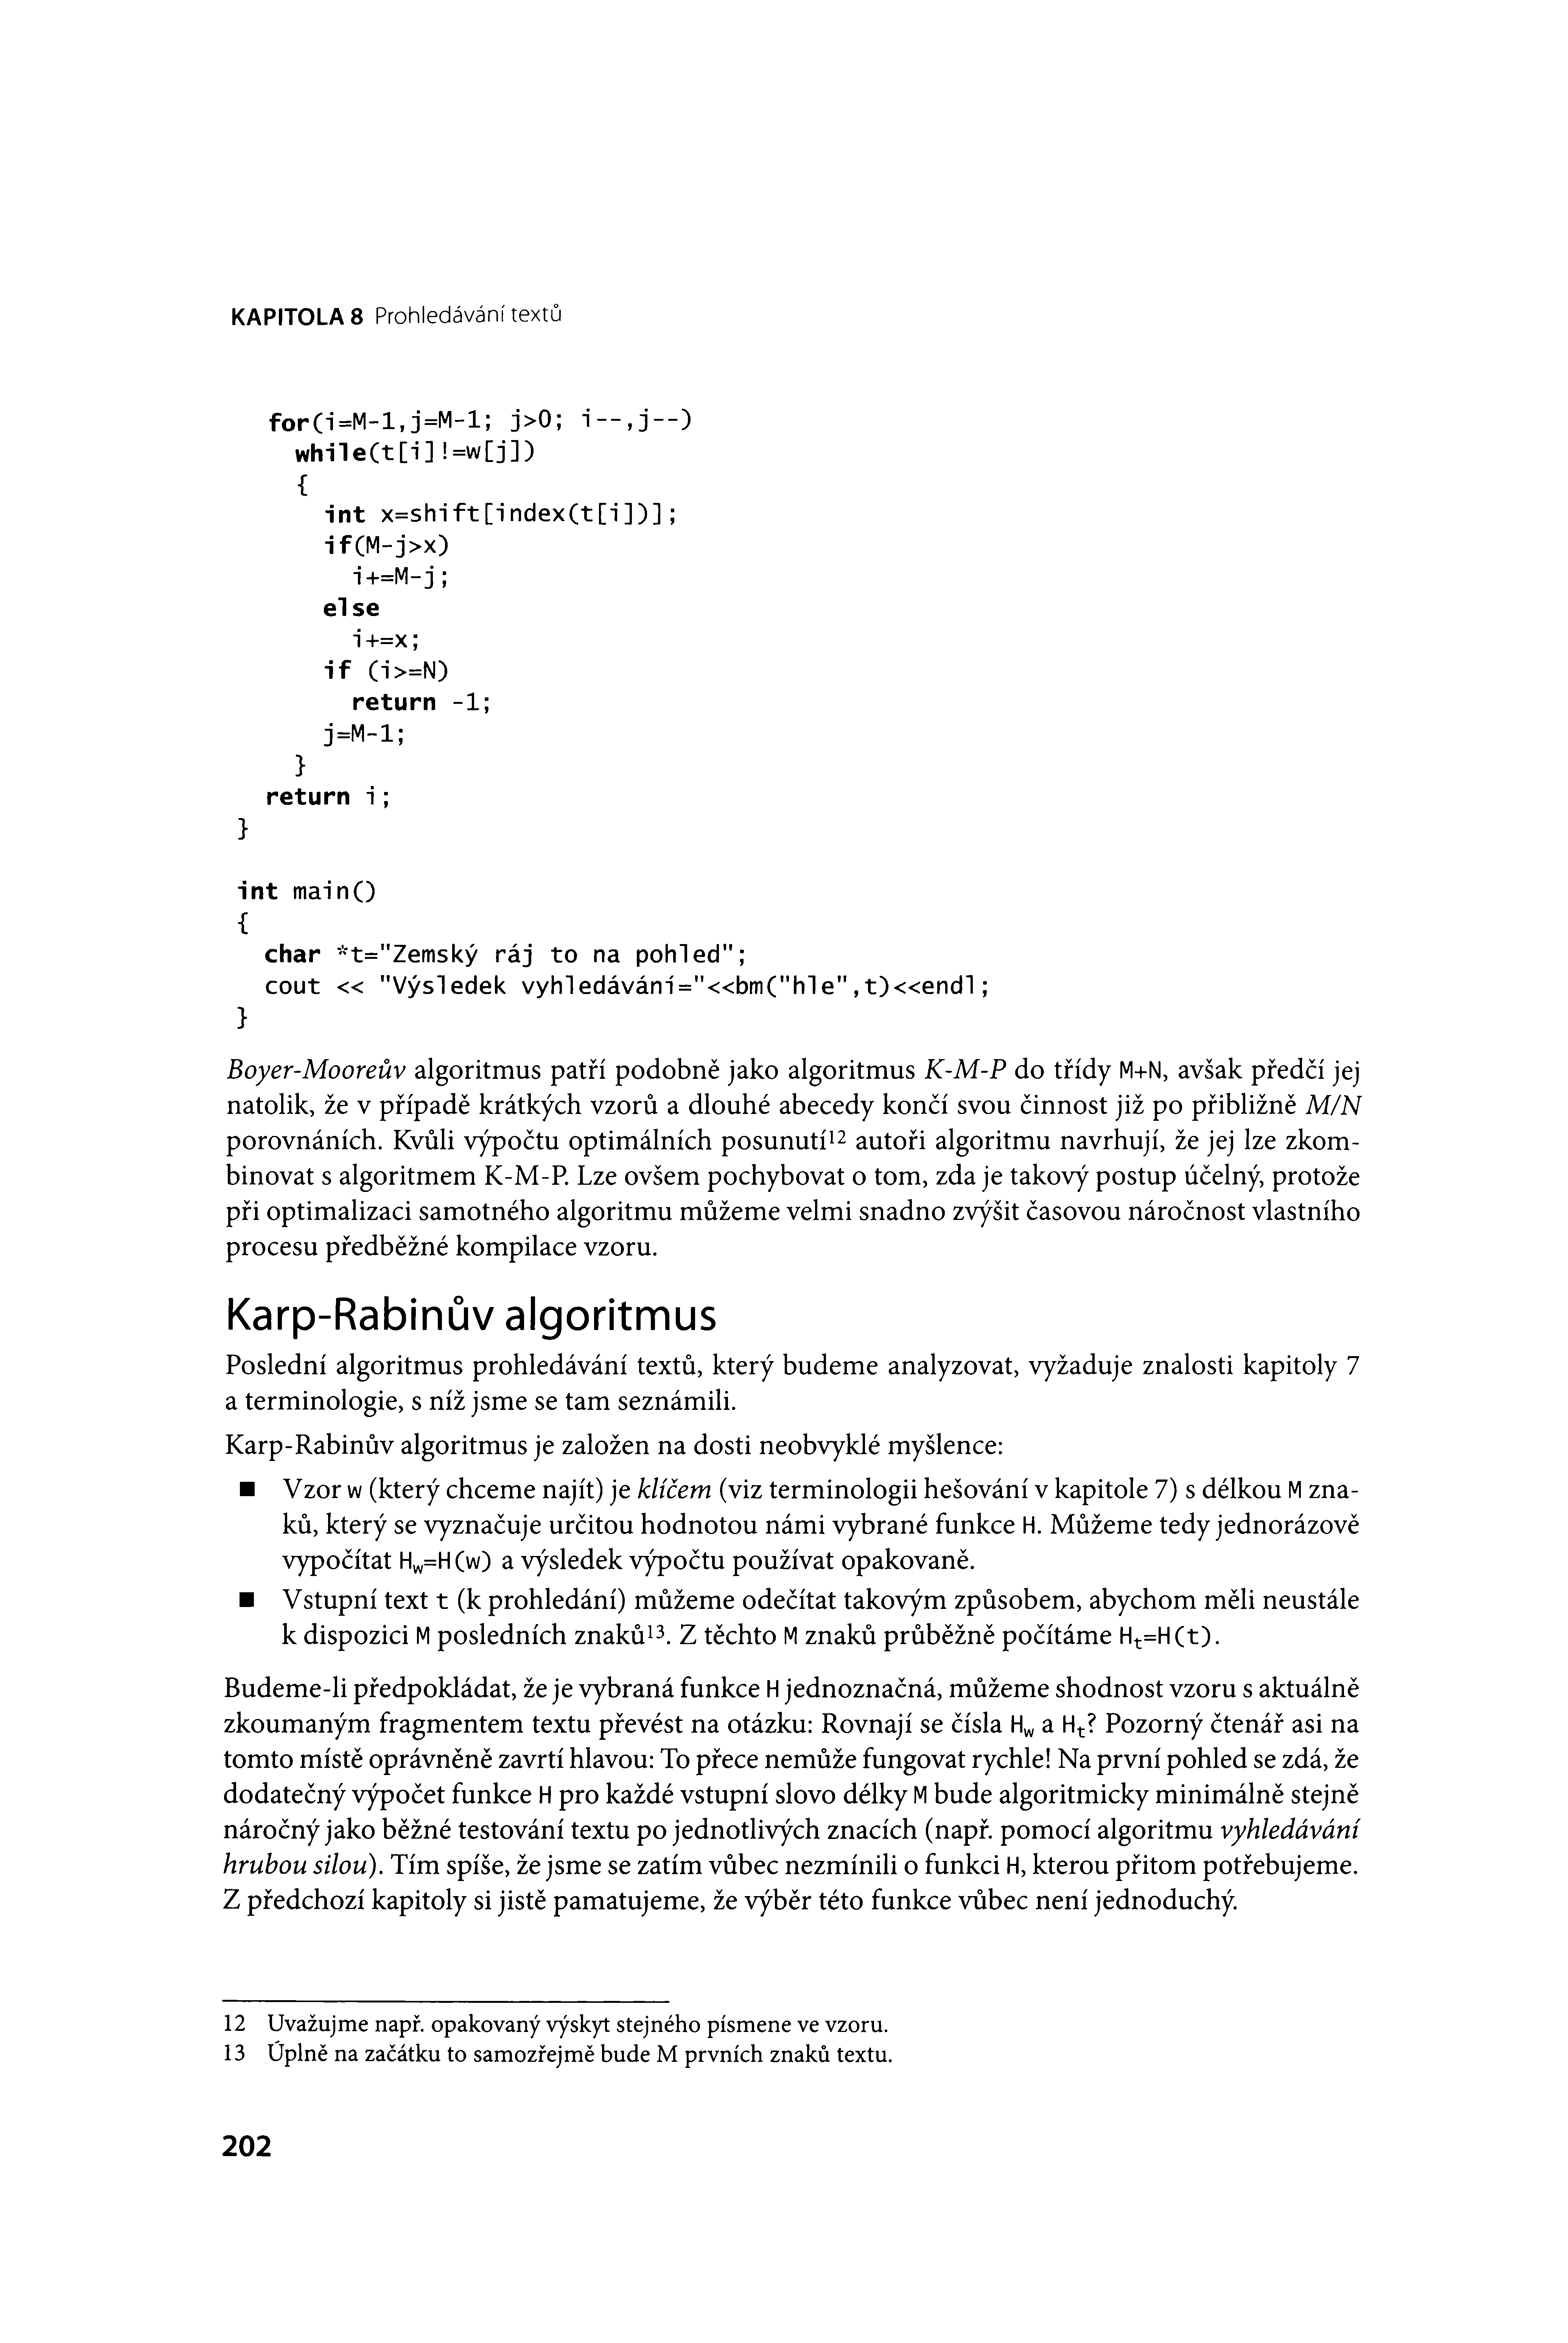 KAPITOLA 8 Prohledávání textů
for(i=M-1,j=M-1; j>0; i--,j--)
while(t[i]!=w[j])
{
int x=shift[index(t[i])];
if(M-j>x)
i+=M-j;
else
i+=x;
if (i>=N)
return -1;
j=M-1;
}
return i;
}
int main()
{
char *t="Zemský ráj to na pohled";
cout << "Výsledek vyhledávání="<<bm("hle",t)<<endl;
}
Boyer-Mooreův algoritmus patří podobně jako algoritmus K-M-P do třídy M+N, avšak předčí jej
natolik, že v případě krátkých vzorů a dlouhé abecedy končí svou činnost již po přibližně M/N
porovnáních. Kvůli výpočtu optimálních posunutí12 autoři algoritmu navrhují, že jej lze zkom-
binovat s algoritmem K-M-P. Lze ovšem pochybovat o tom, zda je takový postup účelný, protože
při optimalizaci samotného algoritmu můžeme velmi snadno zvýšit časovou náročnost vlastního
procesu předběžné kompilace vzoru.
Karp-Rabinův algoritmus
Poslední algoritmus prohledávání textů, který budeme analyzovat, vyžaduje znalosti kapitoly 7
a terminologie, s níž jsme se tam seznámili.
Karp-Rabinův algoritmus je založen na dosti neobvyklé myšlence:
■ Vzor w (který chceme najít) je klíčem (viz terminologii hešování v kapitole 7) s délkou M zna-
ků, který se vyznačuje určitou hodnotou námi vybrané funkce H. Můžeme tedy jednorázově
vypočítat Hw=H(w) a výsledek výpočtu používat opakovaně.
■ Vstupní text t (k prohledání) můžeme odečítat takovým způsobem, abychom měli neustále
k dispozici M posledních znaků13. Z těchto M znaků průběžně počítáme Ht=H(t).
Budeme-li předpokládat, že je vybraná funkce H jednoznačná, můžeme shodnost vzoru s aktuálně
zkoumaným fragmentem textu převést na otázku: Rovnají se čísla Hw a Ht? Pozorný čtenář asi na
tomto místě oprávněně zavrtí hlavou: To přece nemůže fungovat rychle! Na první pohled se zdá, že
dodatečný výpočet funkce H pro každé vstupní slovo délky M bude algoritmicky minimálně stejně
náročný jako běžné testování textu po jednotlivých znacích (např. pomocí algoritmu vyhledávání
hrubou silou). Tím spíše, že jsme se zatím vůbec nezmínili o funkci H, kterou přitom potřebujeme.
Z předchozí kapitoly si jistě pamatujeme, že výběr této funkce vůbec není jednoduchý.
12 Uvažujme např. opakovaný výskyt stejného písmene ve vzoru.
13 Úplně na začátku to samozřejmě bude M prvních znaků textu.
202